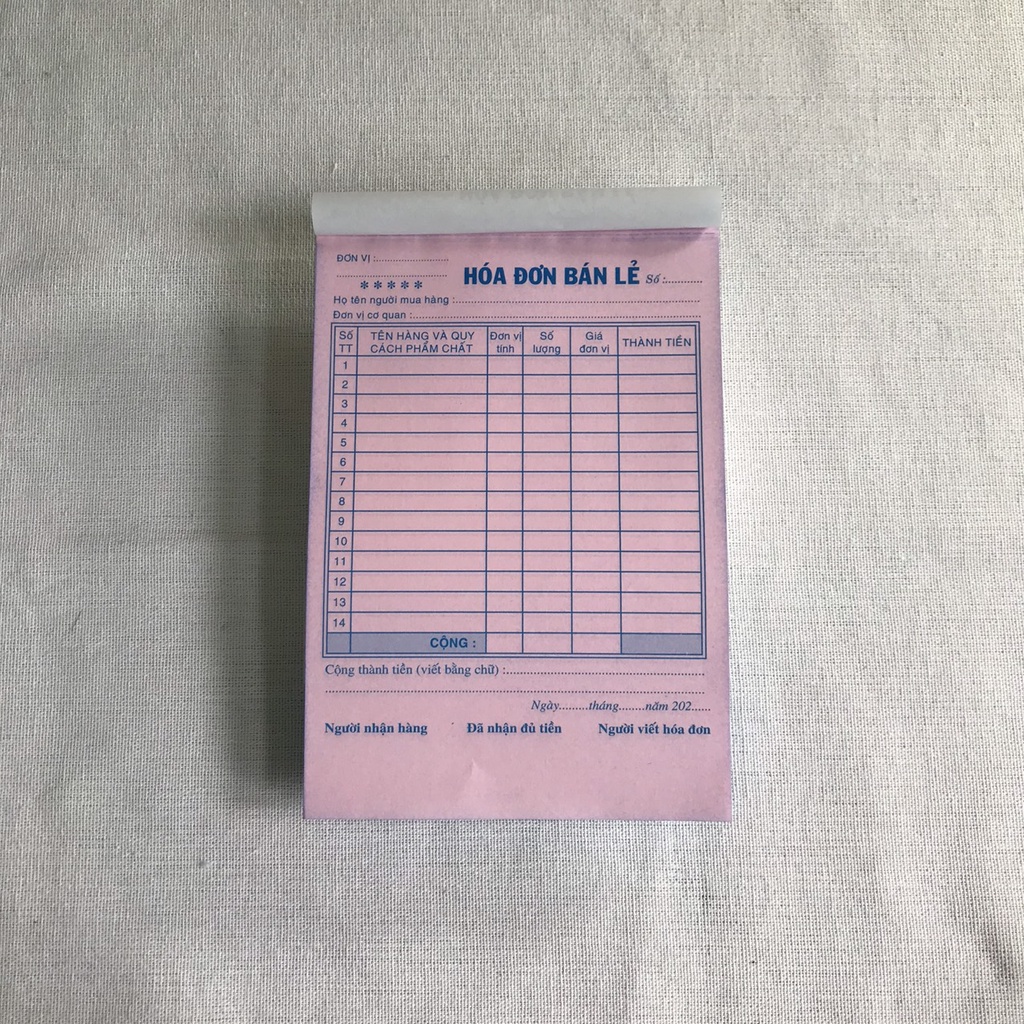 ĐƠN VỊ :........................
.......................................
*****
HÓA ĐƠN BÁN LẺ Số :...........
Họ tên người mua hàng :..............................................................
Đơn vị cơ quan :.........................................................................
Số TT TÊN HÀNG VÀ QUY CÁCH PHẨM CHẤT Đơn vị tính Số lượng Giá đơn vị THÀNH TIỀN
1
2
3
4
5
6
7
8
9
10
11
12
13
14
CỘNG :
Cộng thành tiền (viết bằng chữ) :..................................................
................................................................................................
Ngày.........tháng........năm 202......
Người nhận hàng Đã nhận đủ tiền Người viết hóa đơn